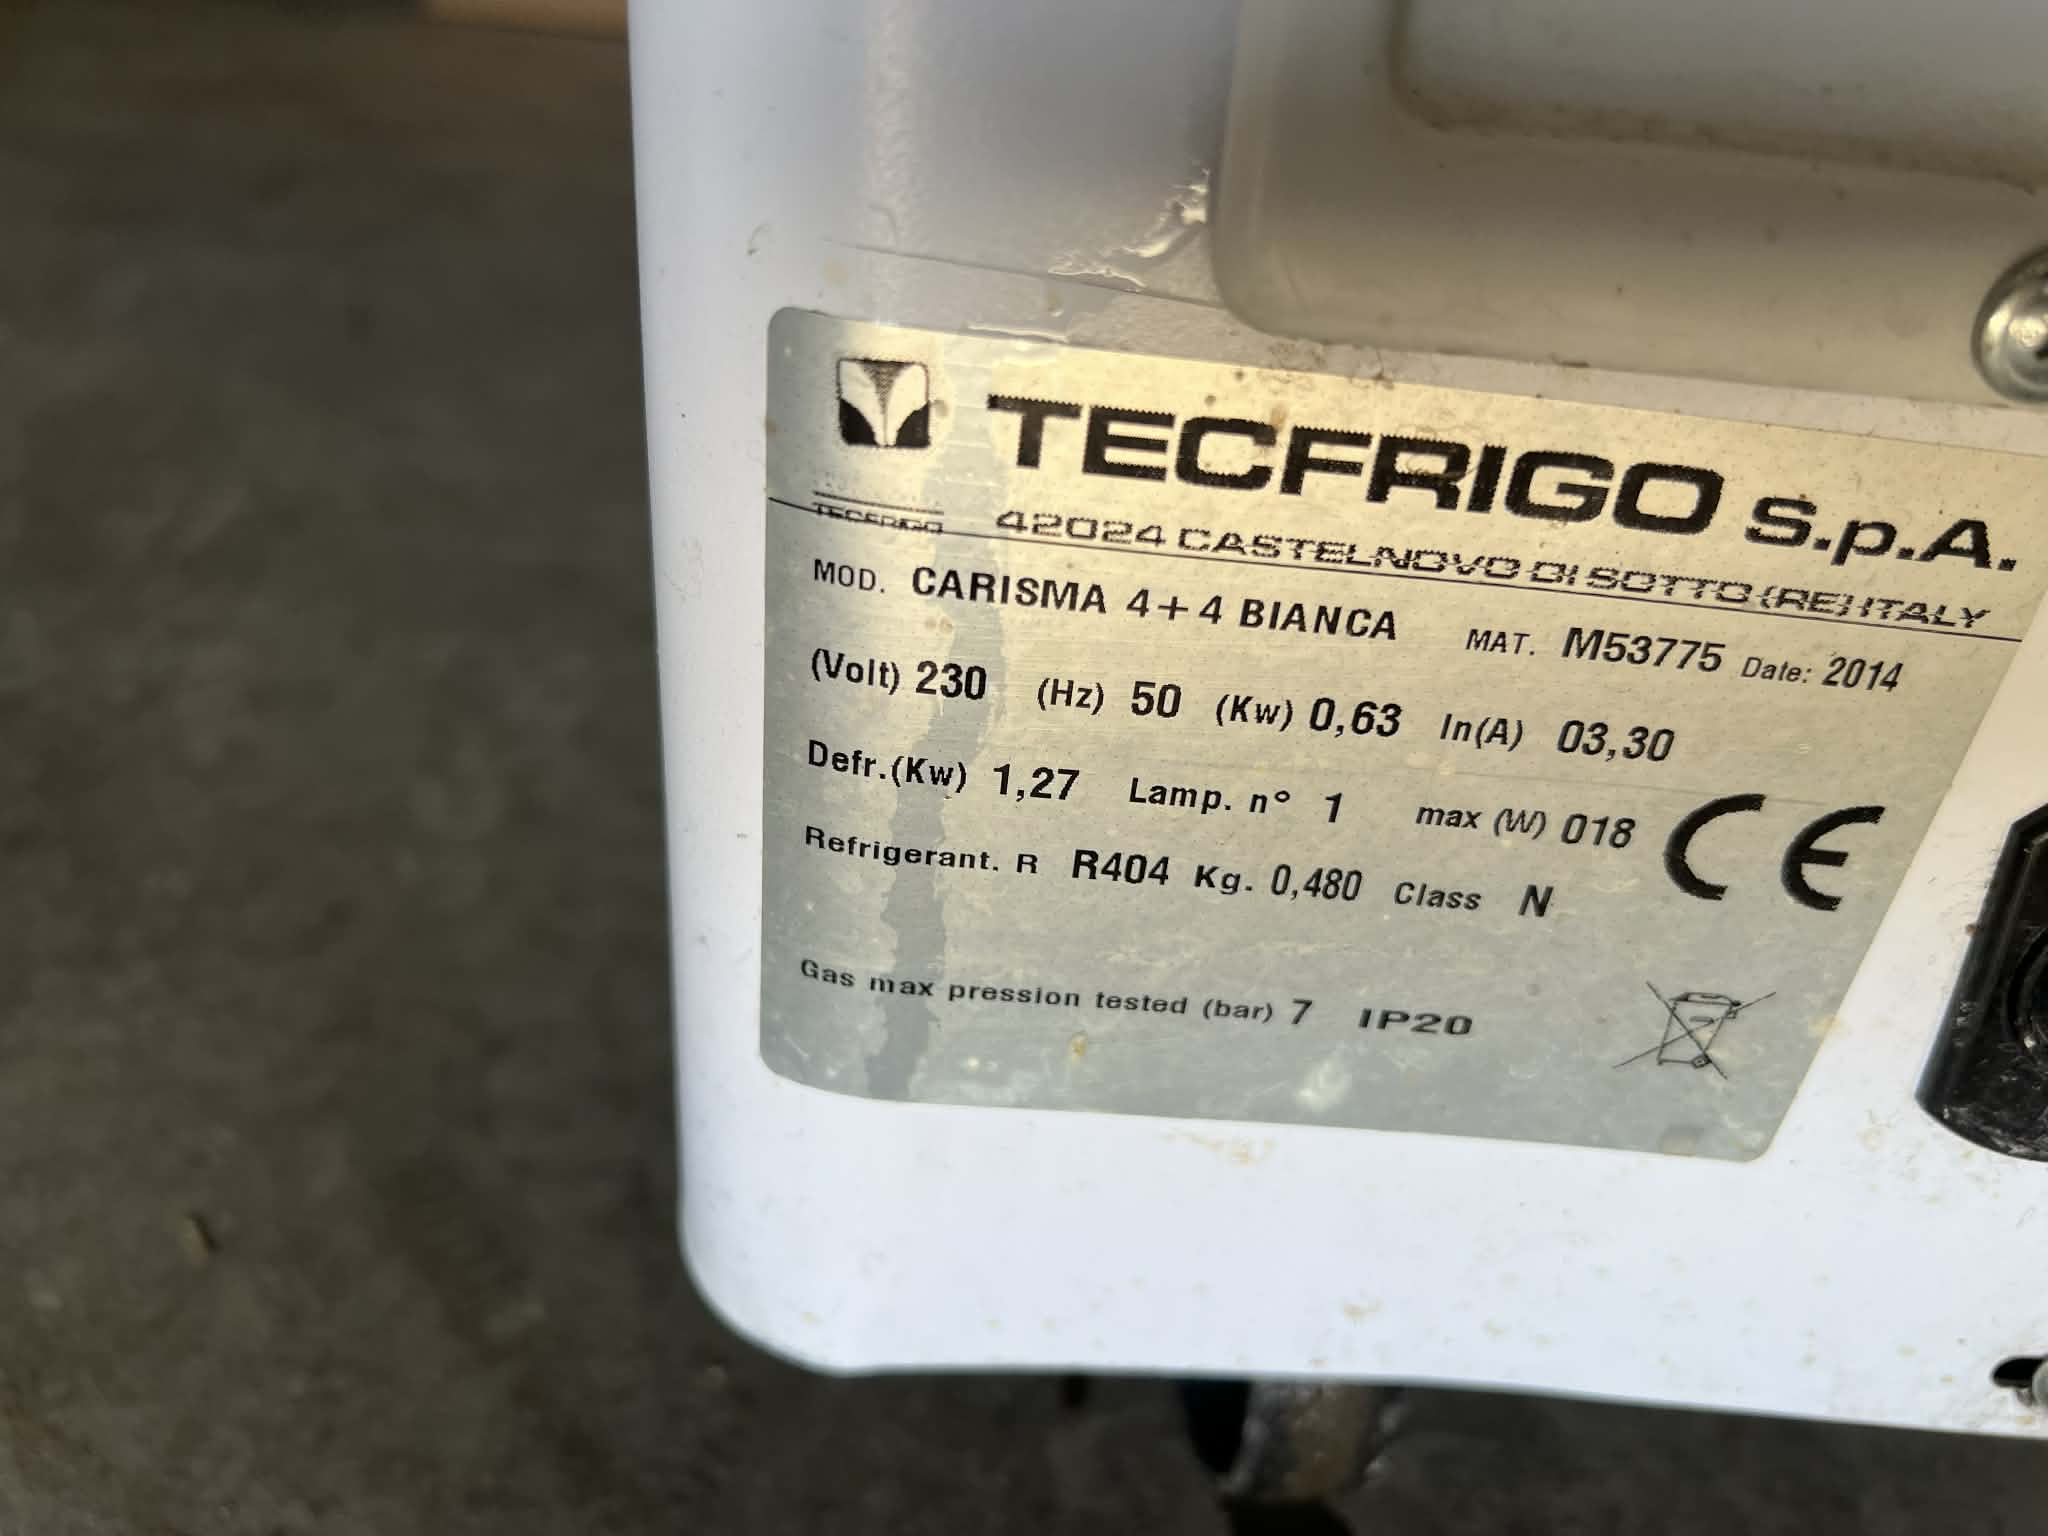 TECFRIGO S.p.A.
TECFRIGO
42024 CASTELNOVO DI SOTTO (RE) ITALY
MOD. CARISMA 4+4 BIANCA MAT. M53775 Date: 2014
(Volt) 230 (Hz) 50 (Kw) 0,63 In(A) 03,30
Defr.(Kw) 1,27 Lamp. n° 1 max (W) 018
CE
Refrigerant. R R404 Kg. 0,480 Class N
Gas max pression tested (bar) 7 IP20